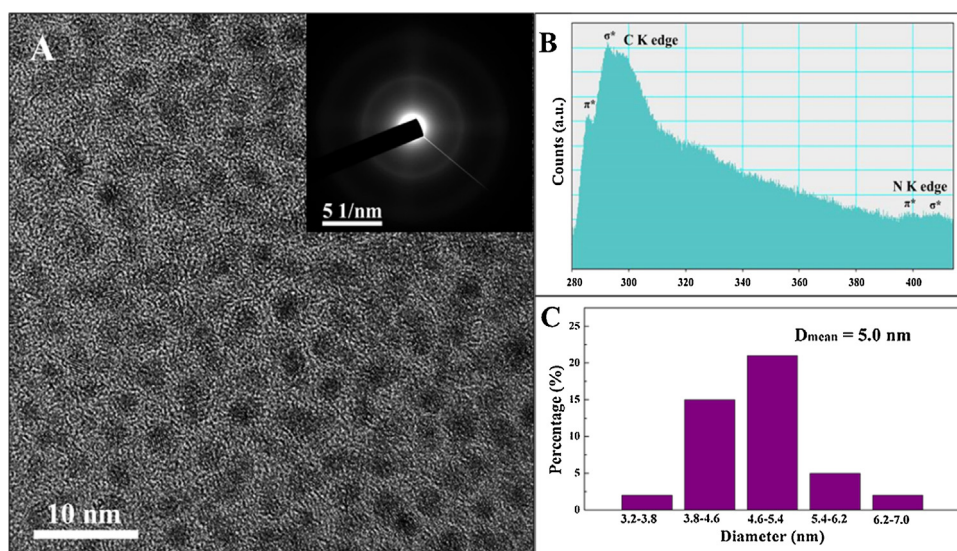 A
5 1/nm
10 nm
B
σ* C K edge
π*
N K edge
π* σ*
Counts (a.u.)
280 300 320 340 360 380 400
C
Dmean = 5.0 nm
25
20
15
10
5
0
Percentage (%)
3.2-3.8 3.8-4.6 4.6-5.4 5.4-6.2 6.2-7.0
Diameter (nm)